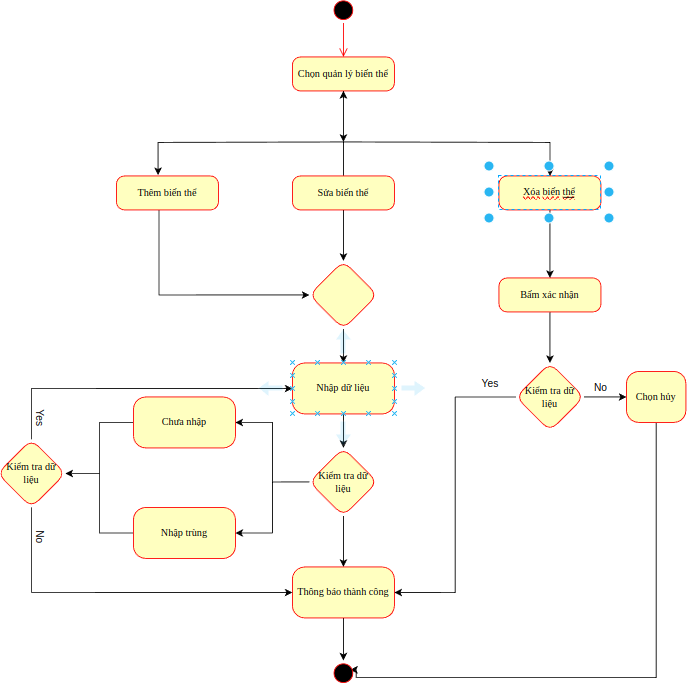 Chọn quản lý biến thể
Thêm biến thể
Sửa biến thể
Xóa biến thể
Bấm xác nhận
Nhập dữ liệu
Yes
Kiểm tra dữ
liệu
No
Chọn hủy
Yes
Chưa nhập
Kiểm tra dữ
liệu
Kiểm tra dữ
liệu
Nhập trùng
No
Thông báo thành công